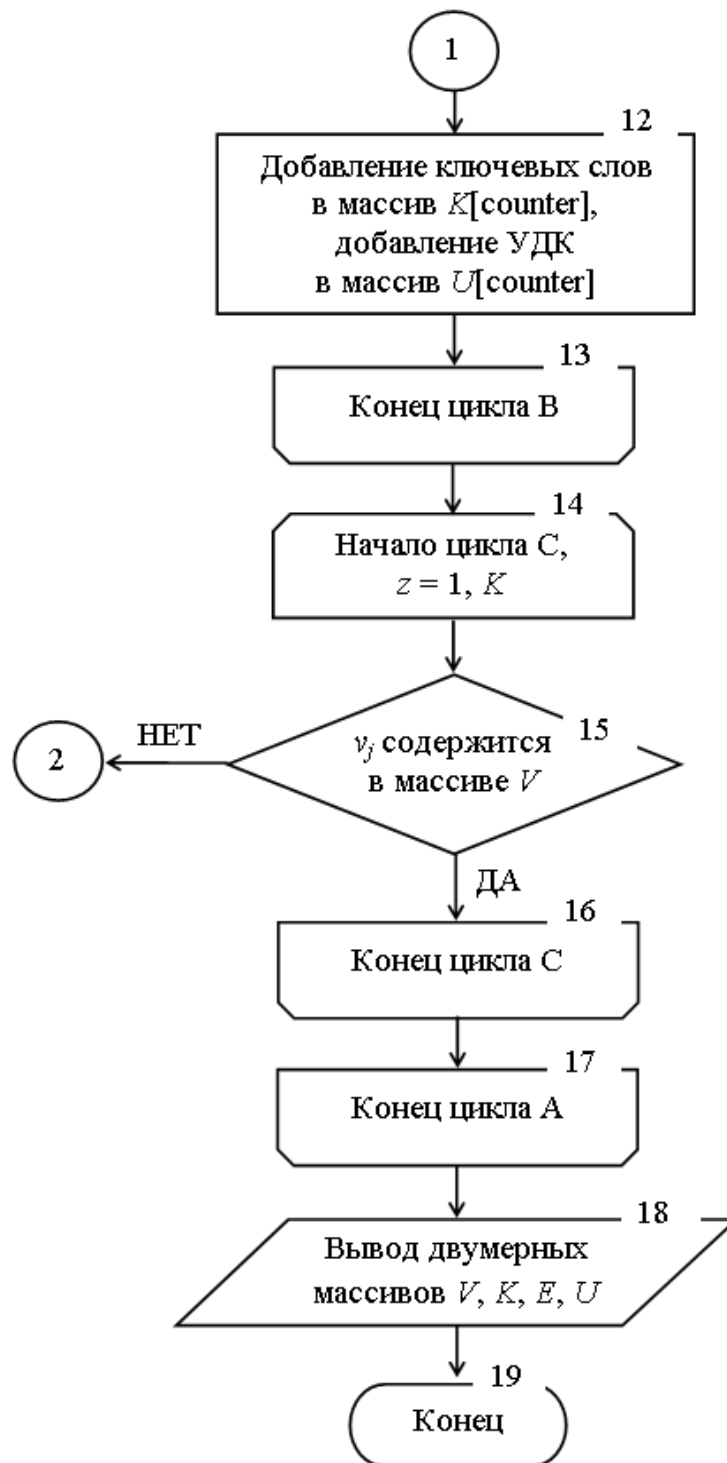 1
12
Добавление ключевых слов
в массив K[counter],
добавление УДК
в массив U[counter]
13
Конец цикла B
14
Начало цикла C,
z = 1, K
15
vj содержится
в массиве V
НЕТ
2
ДА
16
Конец цикла C
17
Конец цикла A
18
Вывод двумерных
массивов V, K, E, U
19
Конец